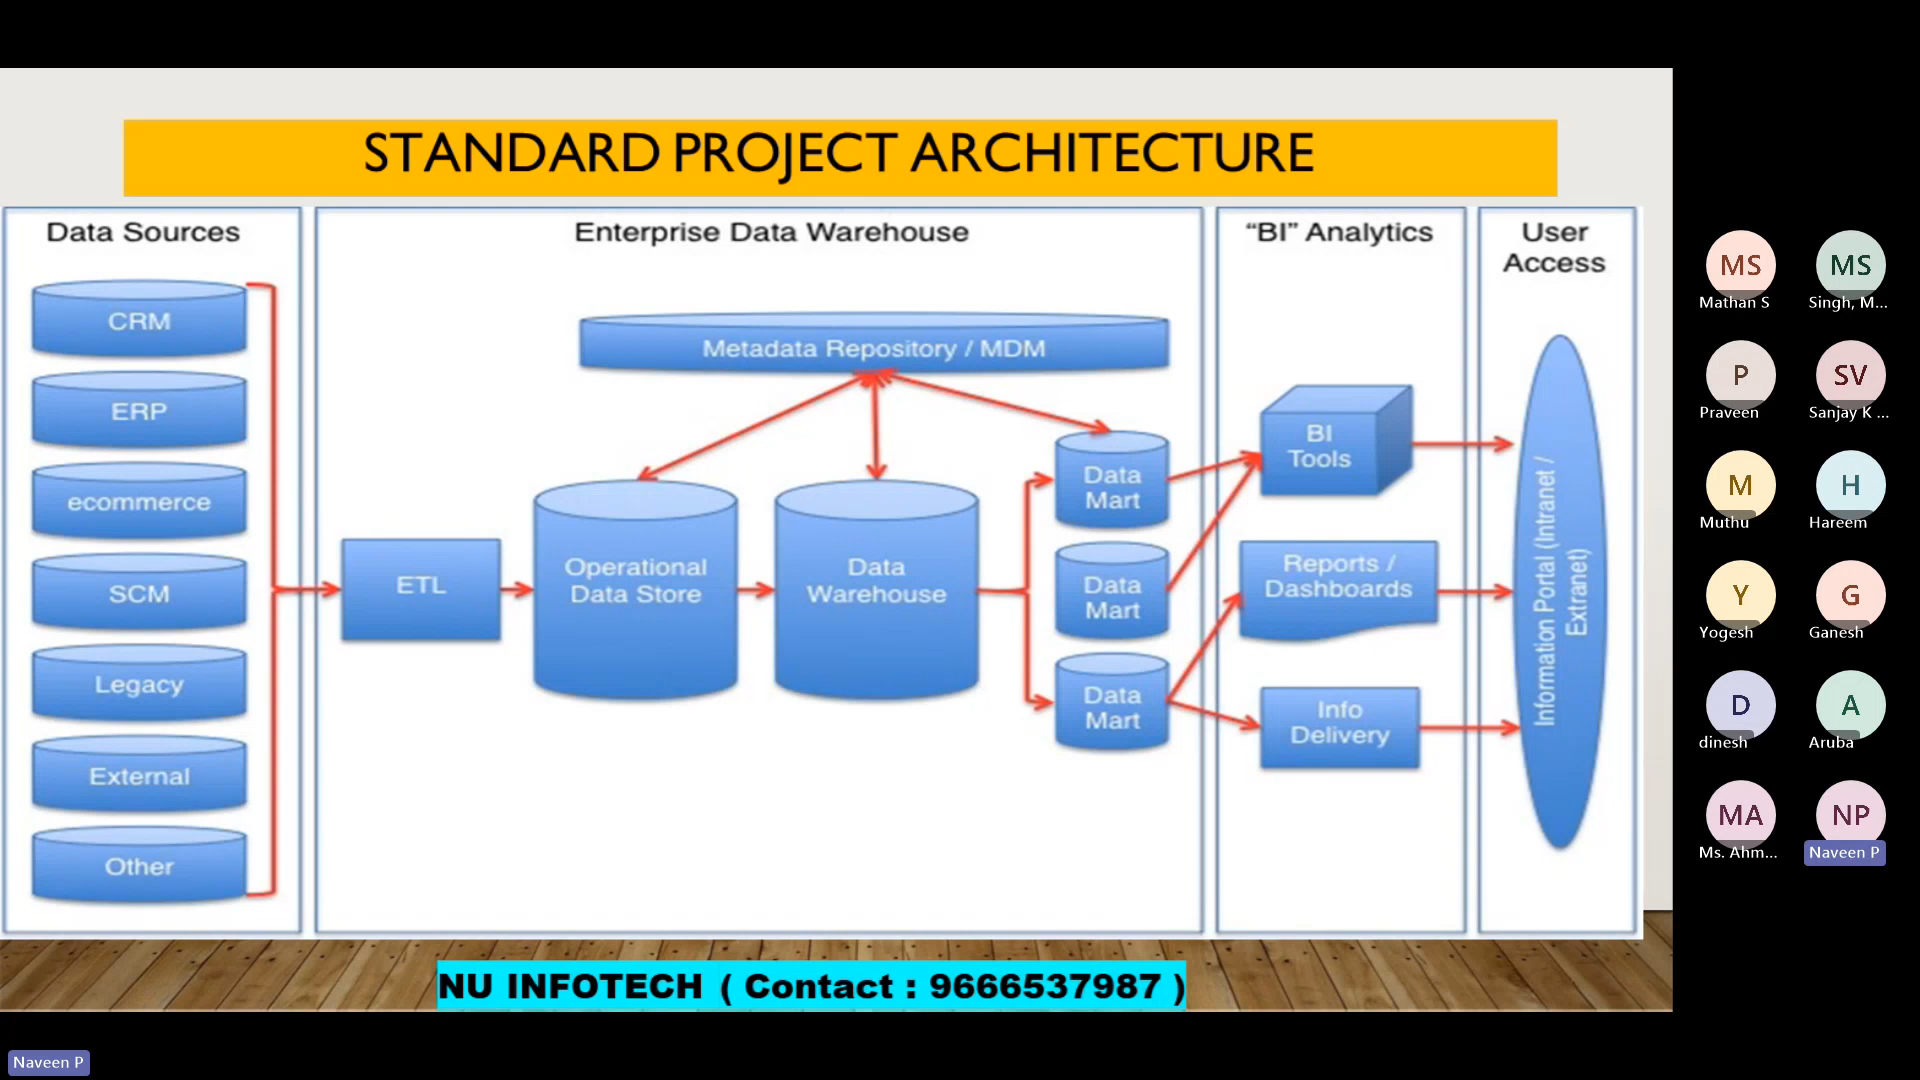 STANDARD PROJECT ARCHITECTURE
Data Sources
CRM
ERP
ecommerce
SCM
Legacy
External
Other
Enterprise Data Warehouse
Metadata Repository / MDM
ETL
Operational
Data Store
Data
Warehouse
Data
Mart
Data
Mart
Data
Mart
“BI” Analytics
BI
Tools
Reports /
Dashboards
Info
Delivery
User
Access
Information Portal (Intranet /
Extranet)
NU INFOTECH ( Contact : 9666537987 )
MS
Mathan S
MS
Singh, M...
P
Praveen
SV
Sanjay K ...
M
Muthu
H
Hareem
Y
Yogesh
G
Ganesh
D
dinesh
A
Aruba
MA
Ms. Ahm...
NP
Naveen P
Naveen P